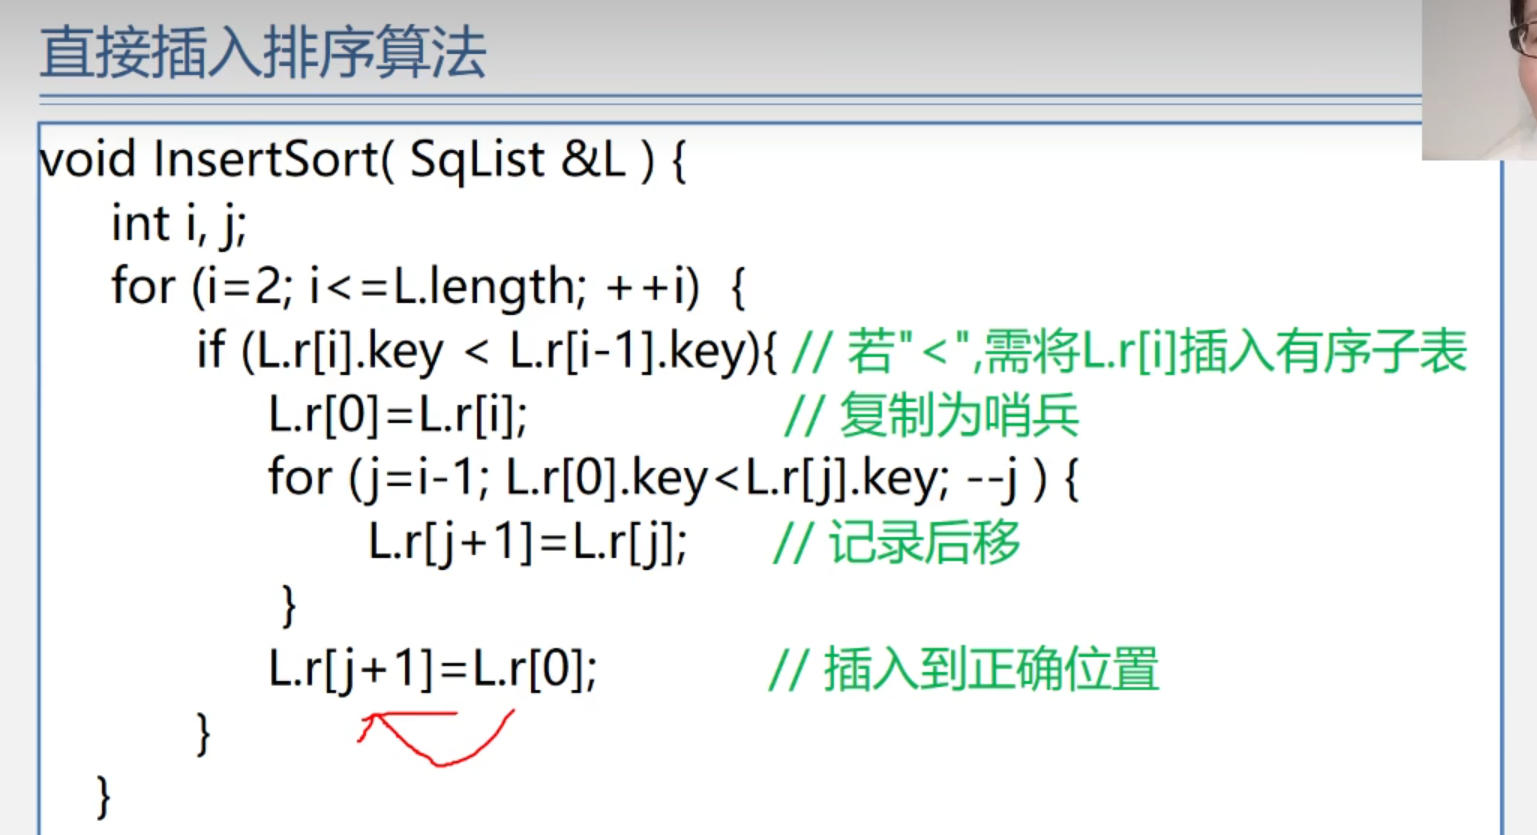 直接插入排序算法
void InsertSort( SqList &L ) {
int i, j;
for (i=2; i<=L.length; ++i) {
if (L.r[i].key < L.r[i-1].key){ // 若"<",需将L.r[i]插入有序子表
L.r[0]=L.r[i]; // 复制为哨兵
for (j=i-1; L.r[0].key<L.r[j].key; --j ) {
L.r[j+1]=L.r[j]; // 记录后移
}
L.r[j+1]=L.r[0]; // 插入到正确位置
}
}